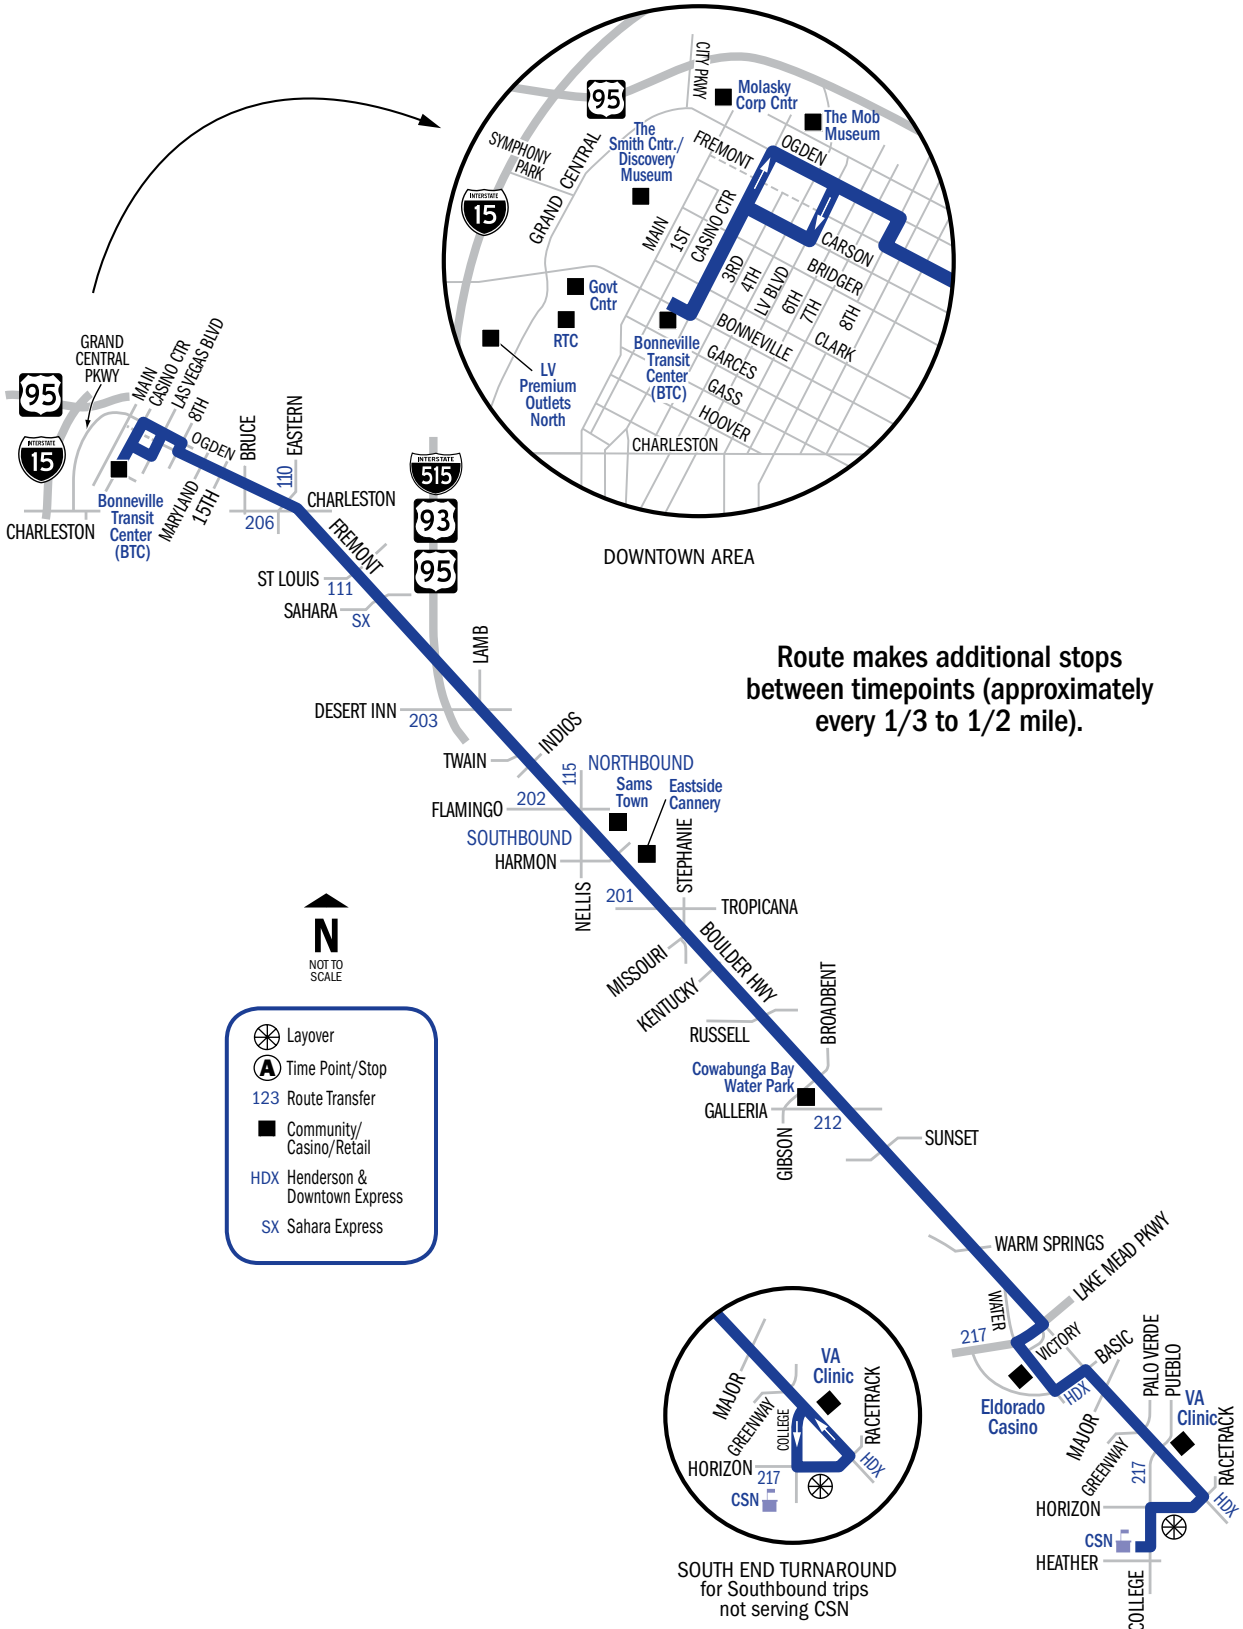 CITY PKWY
95
Molasky
Corp Cntr
The Mob
Museum
The
Smith Cntr./
Discovery
Museum
SYMPHONY
PARK
GRAND CENTRAL
FREMONT
OGDEN
INTERSTATE
15
MAIN
1ST
CASINO CTR
3RD
4TH
LV BLVD
6TH
7TH
8TH
CARSON
BRIDGER
CLARK
BONNEVILLE
GARCES
GASS
HOOVER
CHARLESTON
Govt
Cntr
RTC
LV
Premium
Outlets
North
Bonneville
Transit
Center
(BTC)
DOWNTOWN AREA
GRAND
CENTRAL
PKWY
95
INTERSTATE
15
MAIN
CASINO CTR
LAS VEGAS BLVD
8TH
OGDEN
BRUCE
EASTERN
110
CHARLESTON
206
CHARLESTON
Bonneville
Transit
Center
(BTC)
MARYLAND
15TH
FREMONT
INTERSTATE
515
93
95
ST LOUIS
111
SAHARA
SX
LAMB
DESERT INN
203
TWAIN
INDIOS
115
NORTHBOUND
Sams
Town
Eastside
Cannery
202
FLAMINGO
SOUTHBOUND
HARMON
NELLIS
STEPHANIE
201
TROPICANA
MISSOURI
KENTUCKY
BOULDER HWY
RUSSELL
BROADBENT
Cowabunga Bay
Water Park
GALLERIA
212
GIBSON
SUNSET
WARM SPRINGS
LAKE MEAD PKWY
WATER
217
VICTORY
BASIC
HDX
Eldorado
Casino
MAJOR
GREENWAY
PALO VERDE
PUEBLO
VA
Clinic
RACETRACK
217
HDX
HORIZON
CSN
HEATHER
COLLEGE
Route makes additional stops
between timepoints (approximately
every 1/3 to 1/2 mile).
N
NOT TO
SCALE
Layover
A Time Point/Stop
123 Route Transfer
Community/
Casino/Retail
HDX Henderson &
Downtown Express
SX Sahara Express
MAJOR
GREENWAY
COLLEGE
VA
Clinic
RACETRACK
HDX
HORIZON
217
CSN
SOUTH END TURNAROUND
for Southbound trips
not serving CSN